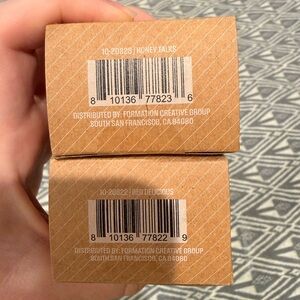 10-20823 | HONEY TALKS
8 10136 77823 6
DISTRIBUTED BY: FORMATION CREATIVE GROUP
SOUTH SAN FRANCISCO, CA 94080
10-20822 | RED DELICIOUS
8 10136 77822 9
DISTRIBUTED BY: FORMATION CREATIVE GROUP
SOUTH SAN FRANCISCO, CA 94080